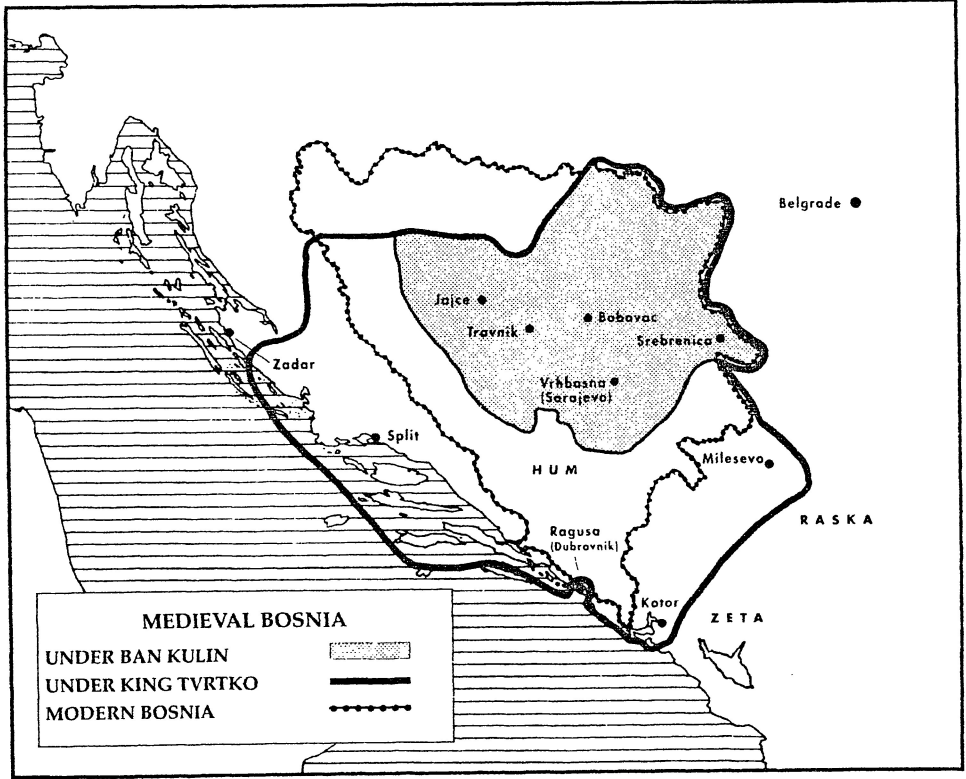 Belgrade
Jajce
Bobovac
Travnik
Srebrenica
Zadar
Vrhbasna
(Sarajevo)
Split
HUM
Milesevo
RASKA
Ragusa
(Dubrovnik)
Kotor
ZETA
MEDIEVAL BOSNIA
UNDER BAN KULIN
UNDER KING TVRTKO
MODERN BOSNIA